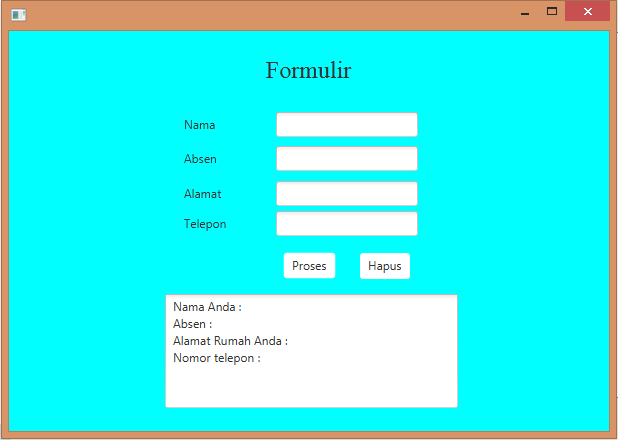 Formulir
Nama
Absen
Alamat
Telepon
Proses Hapus
Nama Anda :
Absen :
Alamat Rumah Anda :
Nomor telepon :